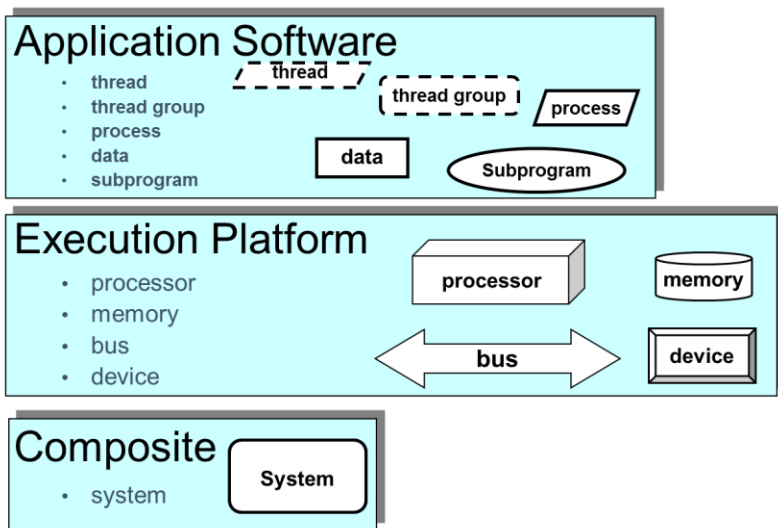 Application Software
• thread
• thread group
• process
• data
• subprogram
thread
thread group
process
data
Subprogram
Execution Platform
• processor
• memory
• bus
• device
processor
memory
bus
device
Composite
• system
System